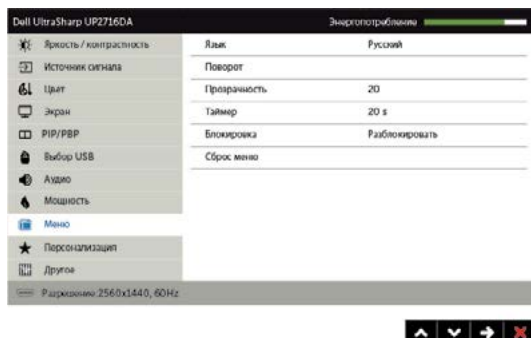 Dell UltraSharp UP2716DA
Энергопотребление
Яркость / контрастность
Язык Русский
Источник сигнала
Поворот
Цвет
Прозрачность 20
Экран
Таймер 20 s
PIP/PBP
Блокировка Разблокировать
Выбор USB
Сброс меню
Аудио
Мощность
Меню
Персонализация
Другое
Разрешение: 2560x1440, 60Hz